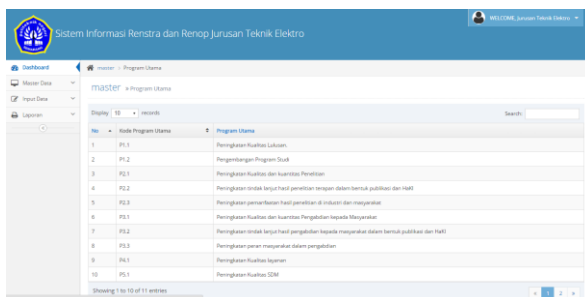 WELCOME, Jurusan Teknik Elektro
Sistem Informasi Renstra dan Renop Jurusan Teknik Elektro
Dashboard
Master Data
Input Data
Laporan
master > Program Utama
master » Program Utama
Display 10 records
Search:
No Kode Program Utama Program Utama
1 P1.1 Peningkatan Kualitas Lulusan
2 P1.2 Pengembangan Program Studi
3 P2.1 Peningkatan Kualitas dan kuantitas Penelitian
4 P2.2 Peningkatan tindak lanjut hasil penelitian terapan dalam bentuk publikasi dan HaKI
5 P2.3 Peningkatan pemanfaatan hasil penelitian di industri dan masyarakat
6 P3.1 Peningkatan Kualitas dan kuantitas Pengabdian kepada Masyarakat
7 P3.2 Peningkatan tindak lanjut hasil pengabdian kepada masyarakat dalam bentuk publikasi dan HaKI
8 P3.3 Peningkatan peran masyarakat dalam pengabdian
9 P4.1 Peningkatan Kualitas layanan
10 P5.1 Peningkatan Kualitas SDM
Showing 1 to 10 of 11 entries
« 1 2 »